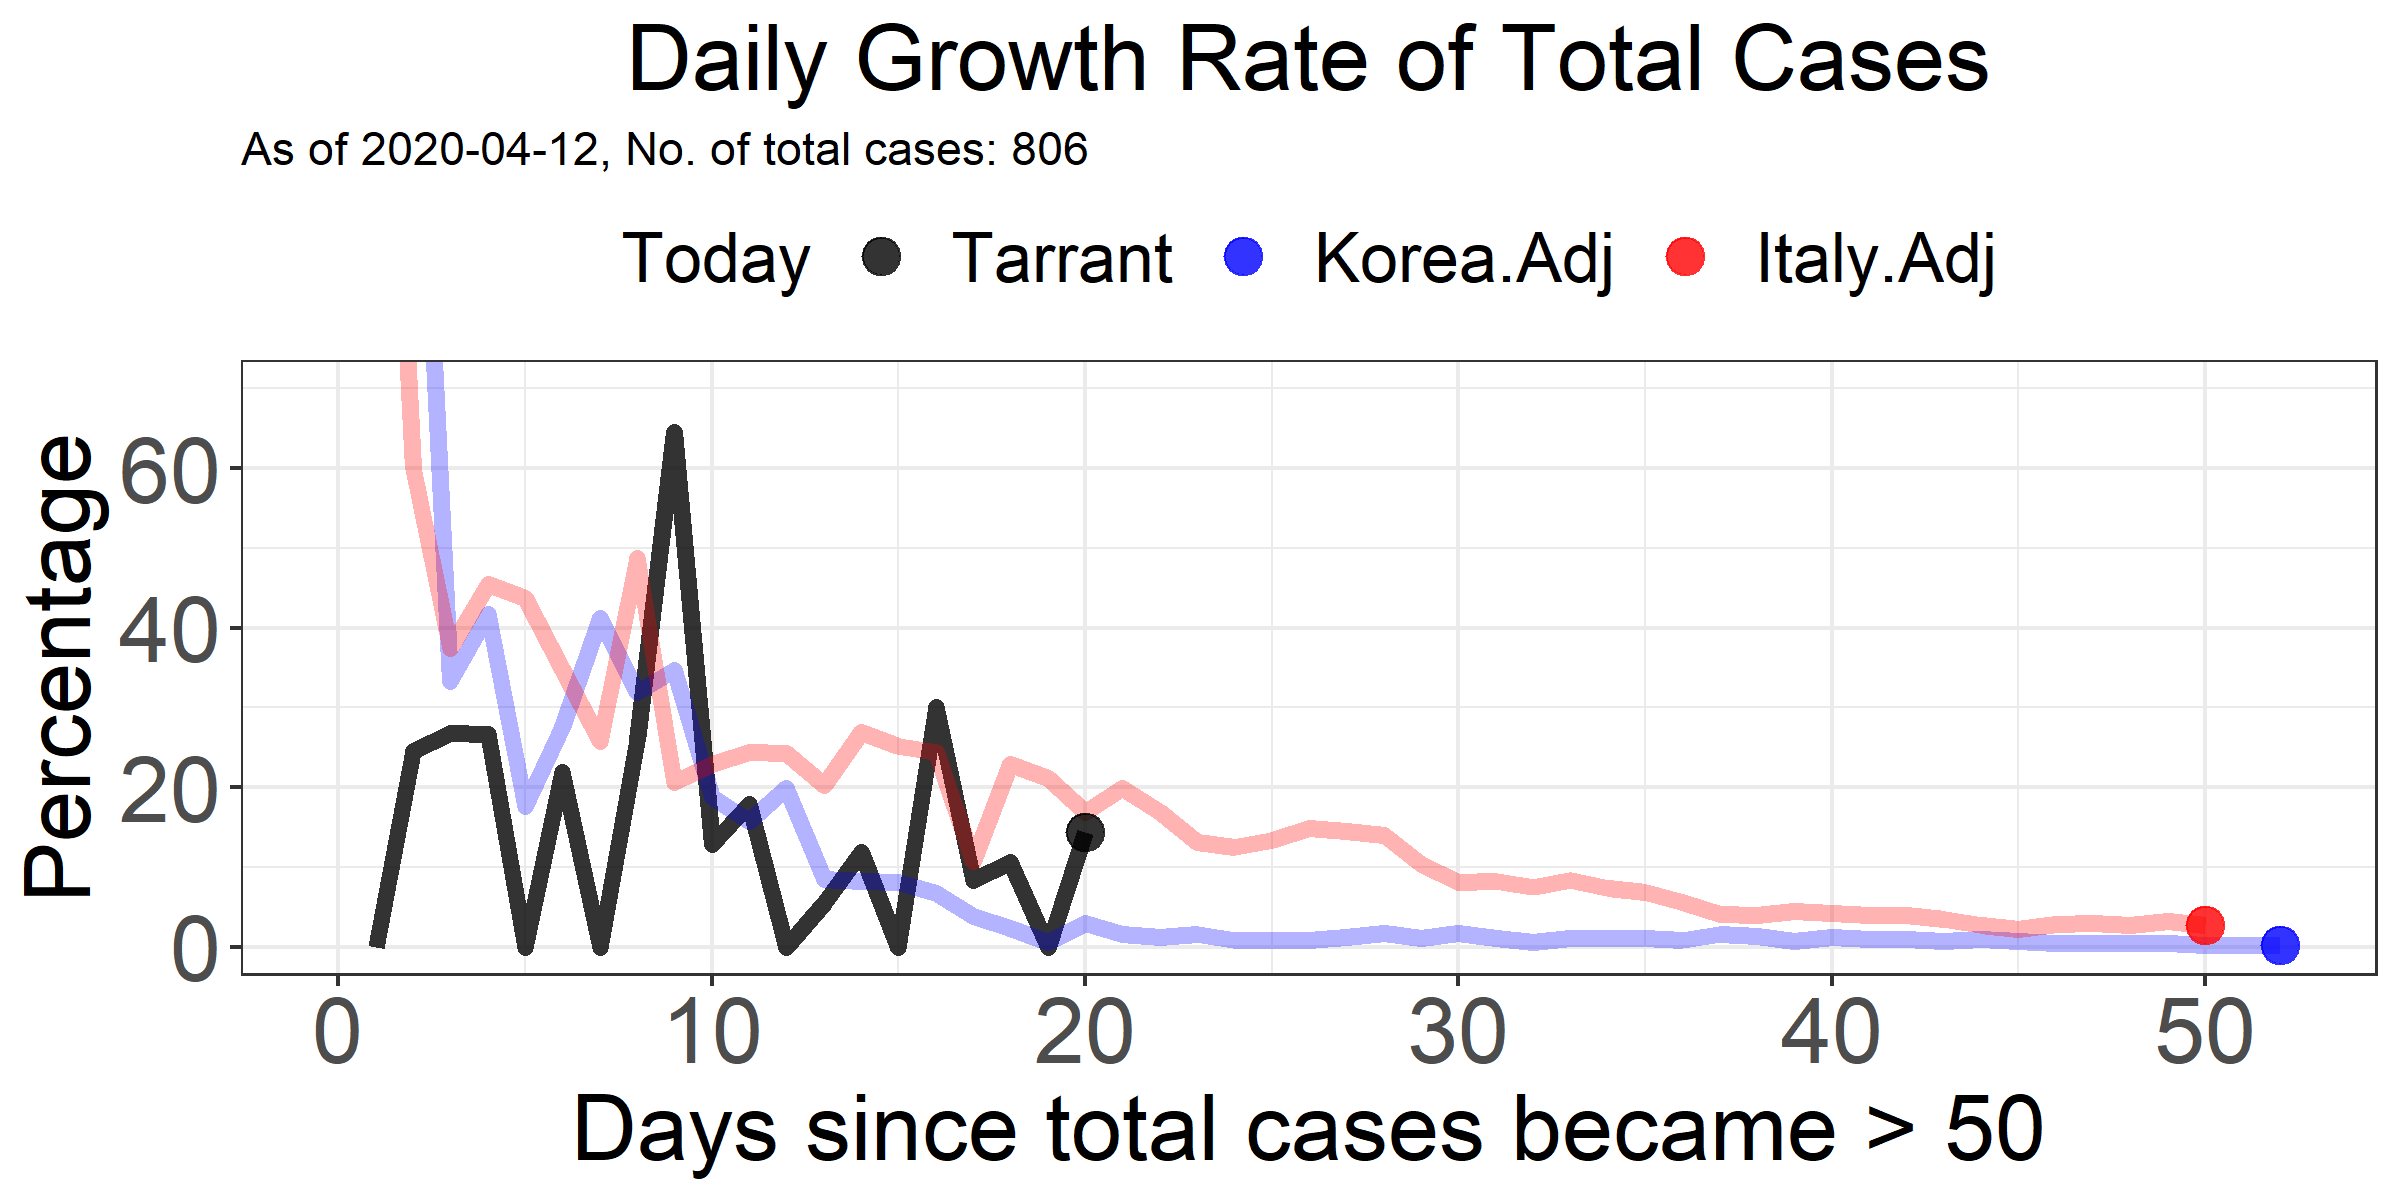 Daily Growth Rate of Total Cases
As of 2020-04-12, No. of total cases: 806
Today Tarrant Korea.Adj Italy.Adj
Percentage
60
40
20
0
0 10 20 30 40 50
Days since total cases became > 50